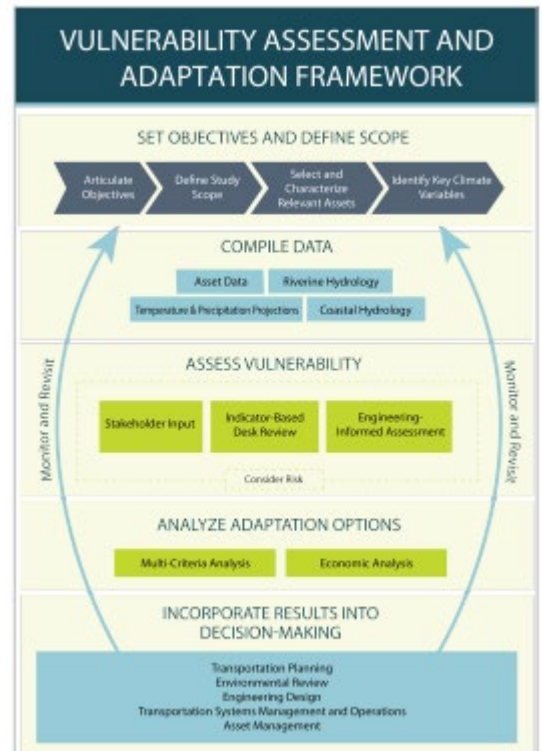 VULNERABILITY ASSESSMENT AND
ADAPTATION FRAMEWORK
SET OBJECTIVES AND DEFINE SCOPE
Articulate
Objectives
Define Study
Scope
Select and
Characterize
Relevant Assets
Identify Key Climate
Variables
COMPILE DATA
Asset Data
Riverine Hydrology
Temperature & Precipitation Projections
Coastal Hydrology
ASSESS VULNERABILITY
Stakeholder Input
Indicator-Based
Desk Review
Engineering-
Informed Assessment
Consider Risk
Monitor and Revisit
Monitor and Revisit
ANALYZE ADAPTATION OPTIONS
Multi-Criteria Analysis
Economic Analysis
INCORPORATE RESULTS INTO
DECISION-MAKING
Transportation Planning
Environmental Review
Engineering Design
Transportation Systems Management and Operations
Asset Management